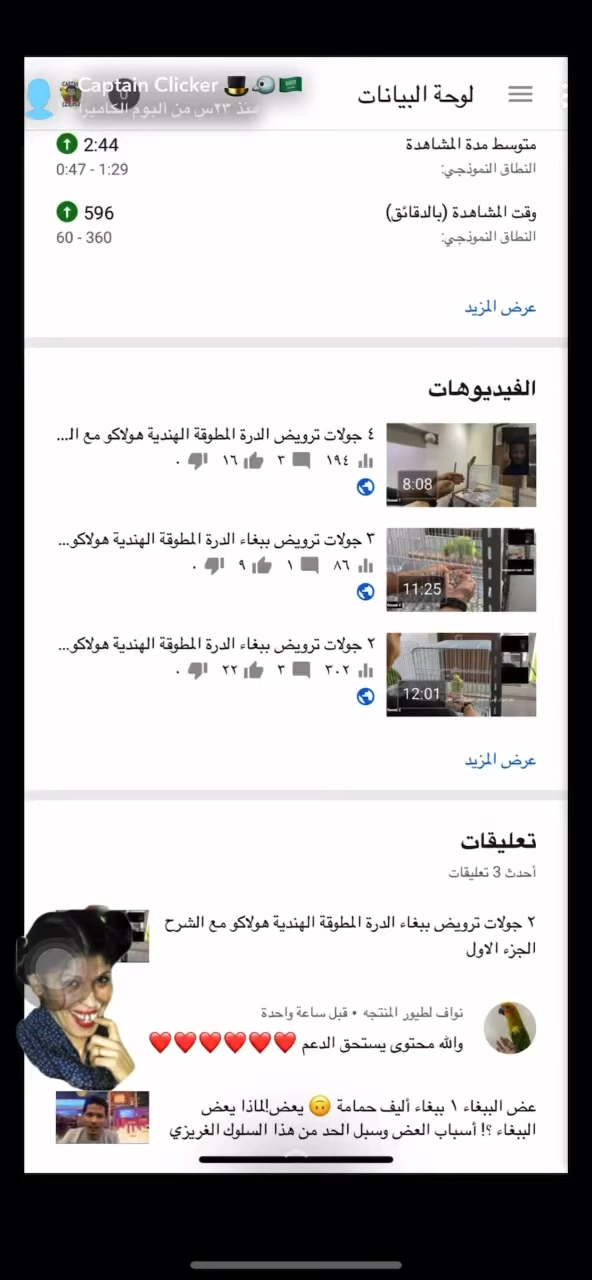 Captain Clicker 🎩🦜🇸🇦
منذ ٢٣س من ألبوم الكاميرا
لوحة البيانات
متوسط مدة المشاهدة
2:44
النطاق النموذجي:
0:47 - 1:29
وقت المشاهدة (بالدقائق)
596
النطاق النموذجي:
60 - 360
عرض المزيد
الفيديوهات
٤ جولات ترويض الدرة المطوقة الهندية هولاكو مع الـ...
١٩٤ ٣ ١٦ ٠
8:08
٣ جولات ترويض ببغاء الدرة المطوقة الهندية هولاكو...
٨٦ ١ ٩ ٠
11:25
٢ جولات ترويض ببغاء الدرة المطوقة الهندية هولاكو...
٣٠٢ ٣ ٢٢ ٠
12:01
عرض المزيد
تعليقات
أحدث 3 تعليقات
٢ جولات ترويض ببغاء الدرة المطوقة الهندية هولاكو مع الشرح
الجزء الاول
نواف لطيور المنتجه • قبل ساعة واحدة
والله محتوى يستحق الدعم ❤️❤️❤️❤️❤️❤️
عض الببغاء ١ ببغاء أليف حمامة 🙃 يعض!لماذا يعض
الببغاء ؟! أسباب العض وسبل الحد من هذا السلوك الغريزي